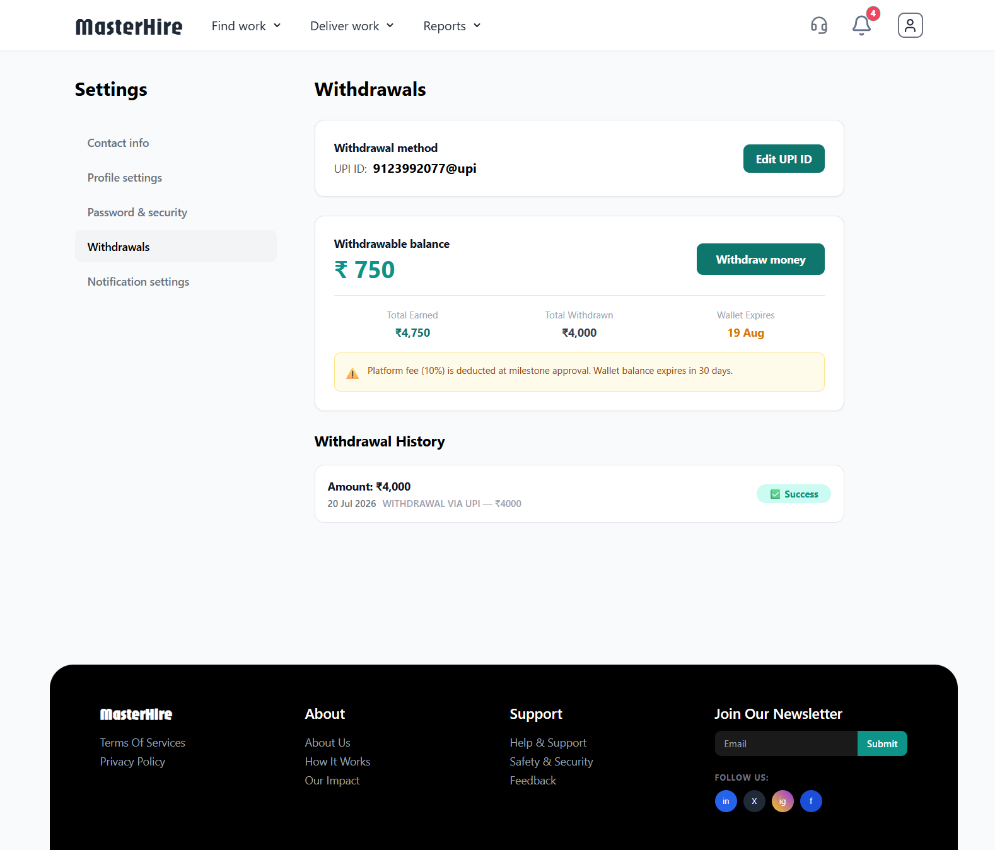 MasterHire
Find work
Deliver work
Reports
4
Settings
Contact info
Profile settings
Password & security
Withdrawals
Notification settings
Withdrawals
Withdrawal method
UPI ID: 9123992077@upi
Edit UPI ID
Withdrawable balance
₹ 750
Withdraw money
Total Earned
₹4,750
Total Withdrawn
₹4,000
Wallet Expires
19 Aug
Platform fee (10%) is deducted at milestone approval. Wallet balance expires in 30 days.
Withdrawal History
Amount: ₹4,000
20 Jul 2026 WITHDRAWAL VIA UPI — ₹4000
Success
MasterHire
Terms Of Services
Privacy Policy
About
About Us
How It Works
Our Impact
Support
Help & Support
Safety & Security
Feedback
Join Our Newsletter
Email
Submit
FOLLOW US:
in
X
ig
f